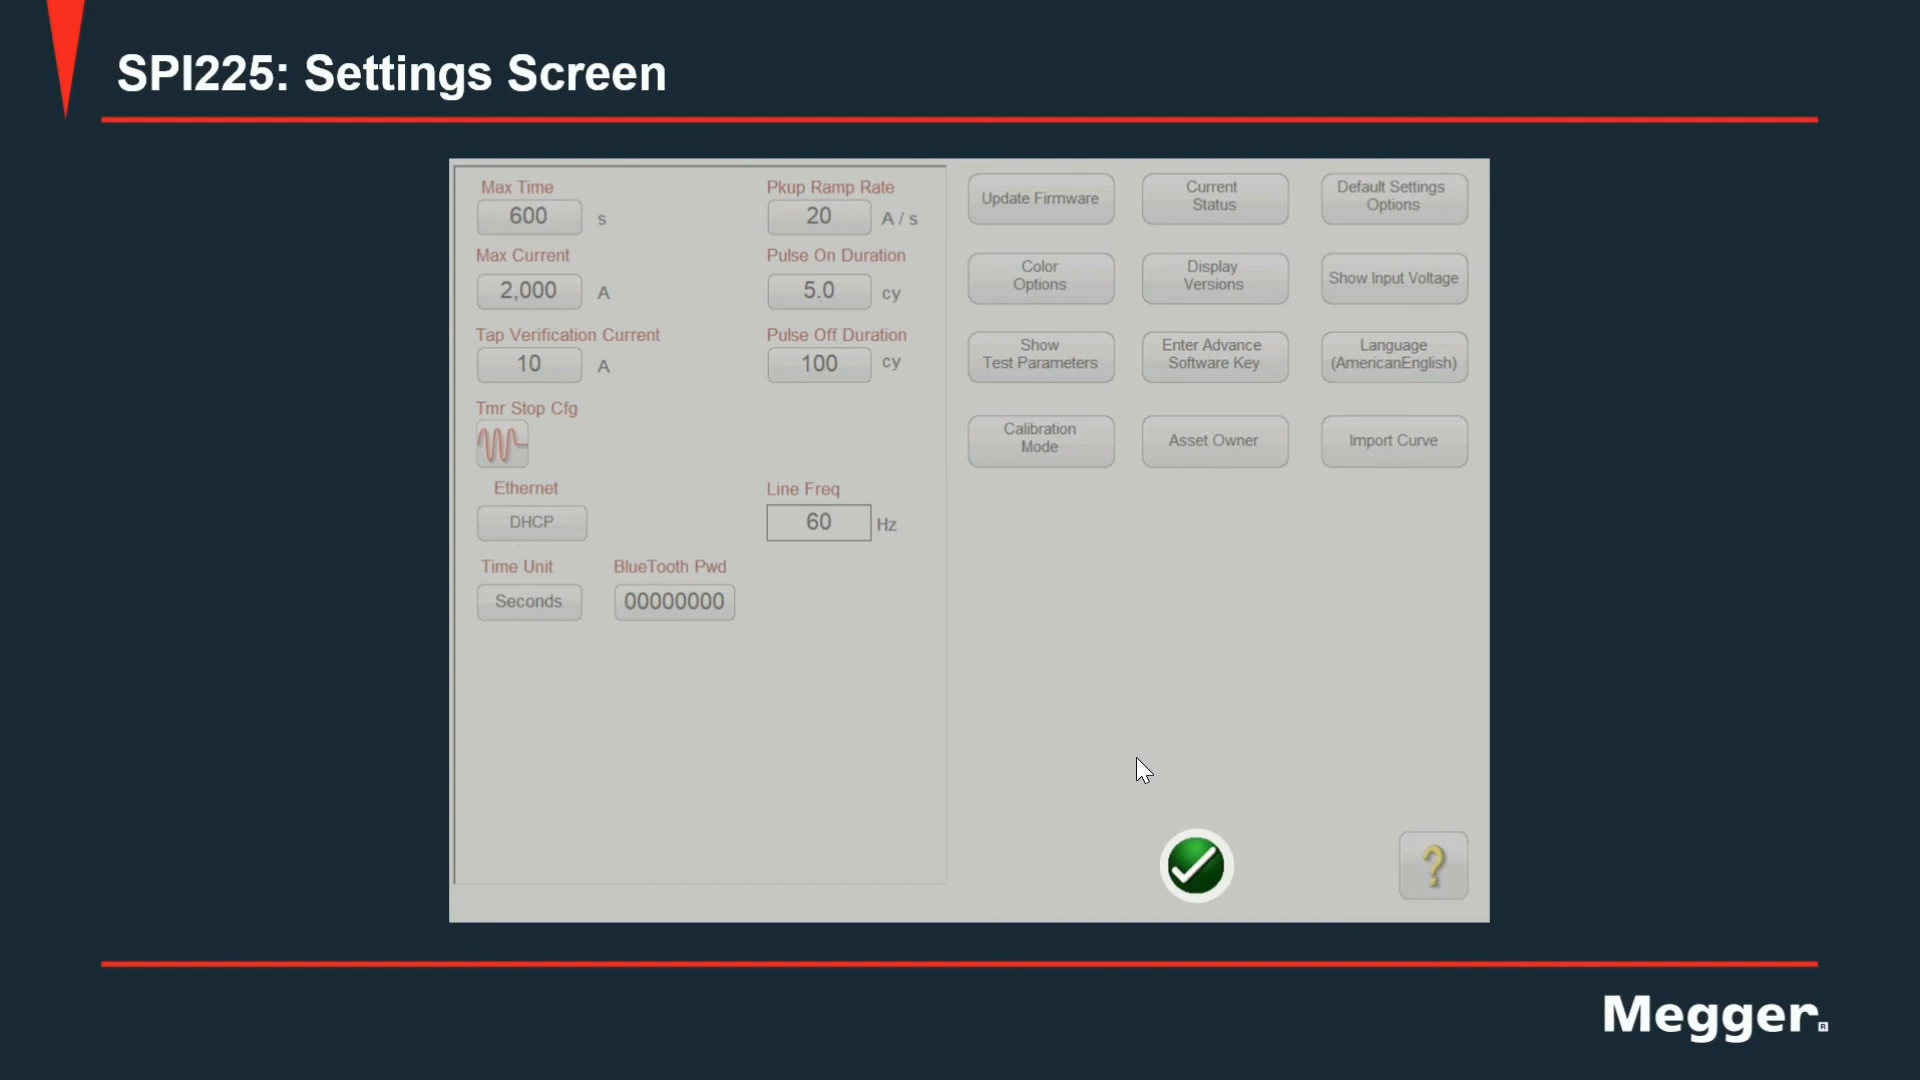 SPI225: Settings Screen
Max Time
600 s
Pkup Ramp Rate
20 A / s
Max Current
2,000 A
Pulse On Duration
5.0 cy
Tap Verification Current
10 A
Pulse Off Duration
100 cy
Tmr Stop Cfg
Ethernet
DHCP
Line Freq
60 Hz
Time Unit
Seconds
BlueTooth Pwd
00000000
Update Firmware
Current
Status
Default Settings
Options
Color
Options
Display
Versions
Show Input Voltage
Show
Test Parameters
Enter Advance
Software Key
Language
(AmericanEnglish)
Calibration
Mode
Asset Owner
Import Curve
?
Megger®